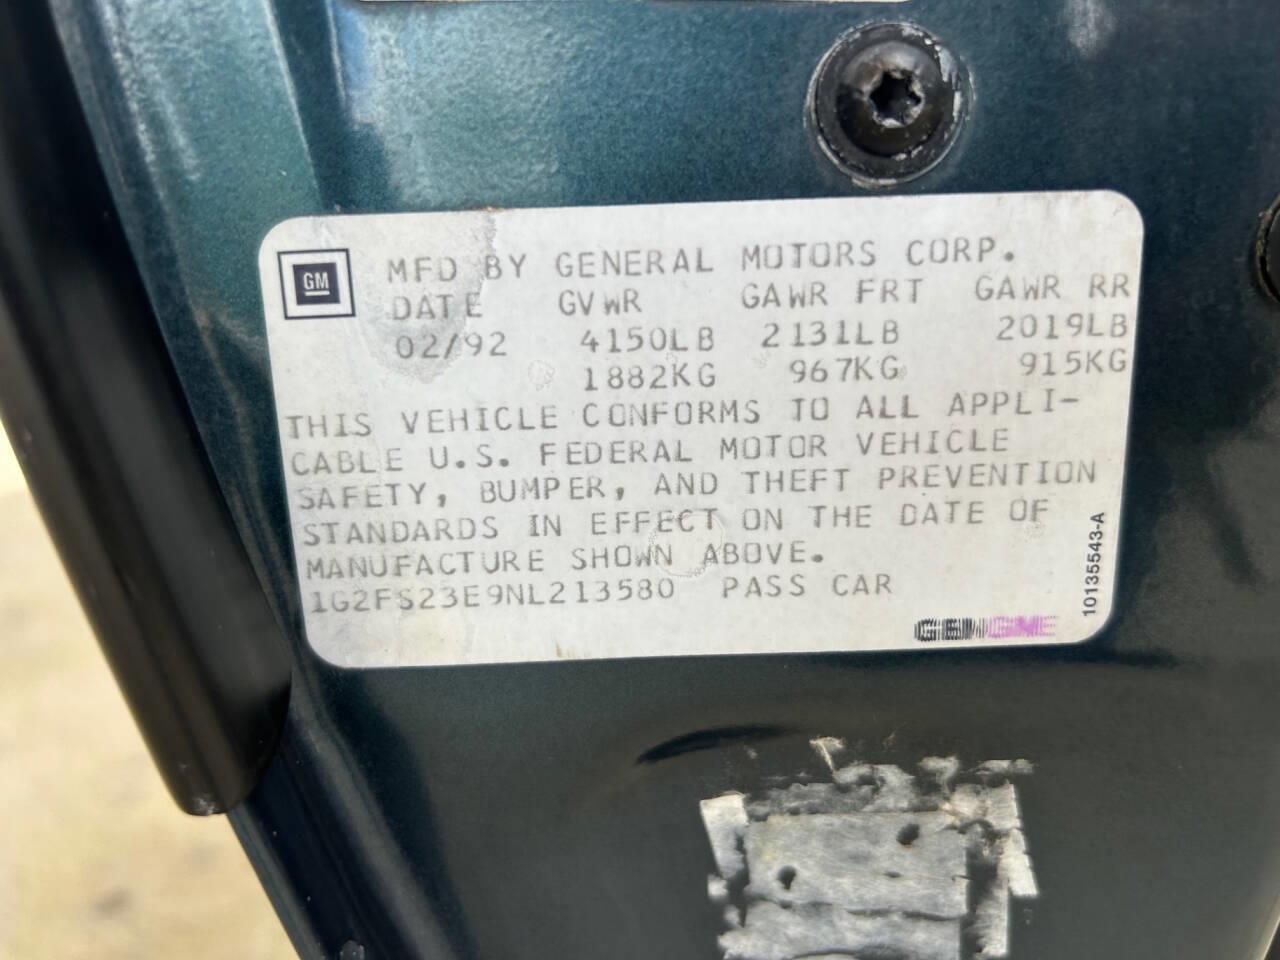 GM
MFD BY GENERAL MOTORS CORP.
DATE GVWR GAWR FRT GAWR RR
02/92 4150LB 2131LB 2019LB
1882KG 967KG 915KG
THIS VEHICLE CONFORMS TO ALL APPLI-
CABLE U.S. FEDERAL MOTOR VEHICLE
SAFETY, BUMPER, AND THEFT PREVENTION
STANDARDS IN EFFECT ON THE DATE OF
MANUFACTURE SHOWN ABOVE.
1G2FS23E9NL213580 PASS CAR
10135543-A